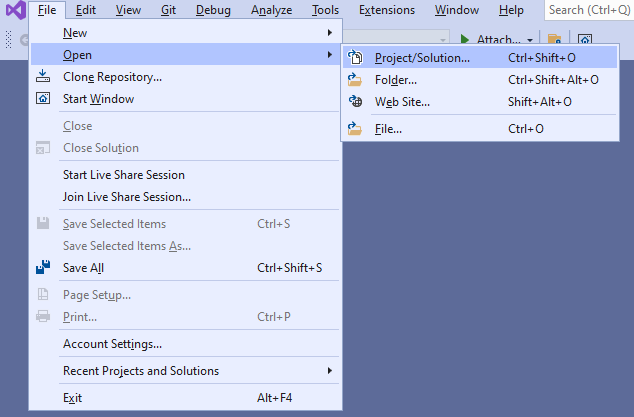 File Edit View Git Debug Analyze Tools Extensions Window Help Search (Ctrl+Q)
Attach...
New
Open
Project/Solution... Ctrl+Shift+O
Folder... Ctrl+Shift+Alt+O
Web Site... Shift+Alt+O
File... Ctrl+O
Clone Repository...
Start Window
Close
Close Solution
Start Live Share Session
Join Live Share Session...
Save Selected Items Ctrl+S
Save Selected Items As...
Save All Ctrl+Shift+S
Page Setup...
Print... Ctrl+P
Account Settings...
Recent Projects and Solutions
Exit Alt+F4